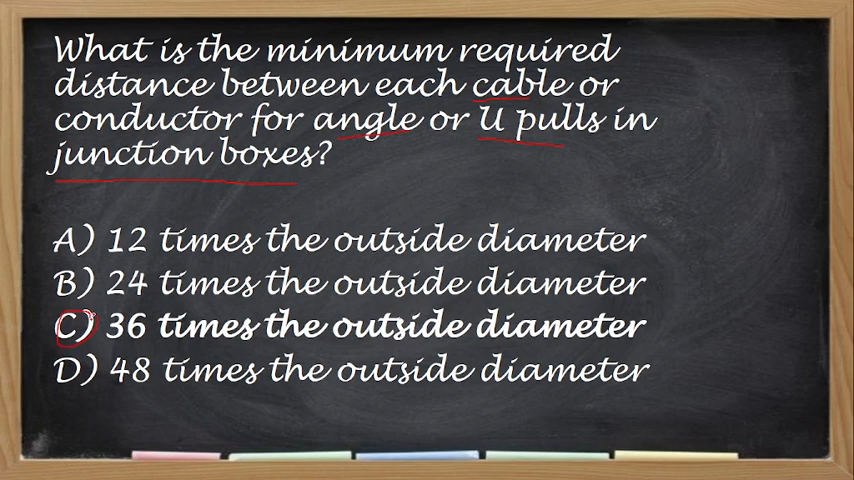 What is the minimum required
distance between each cable or
conductor for angle or U pulls in
junction boxes?
A) 12 times the outside diameter
B) 24 times the outside diameter
C) 36 times the outside diameter
D) 48 times the outside diameter